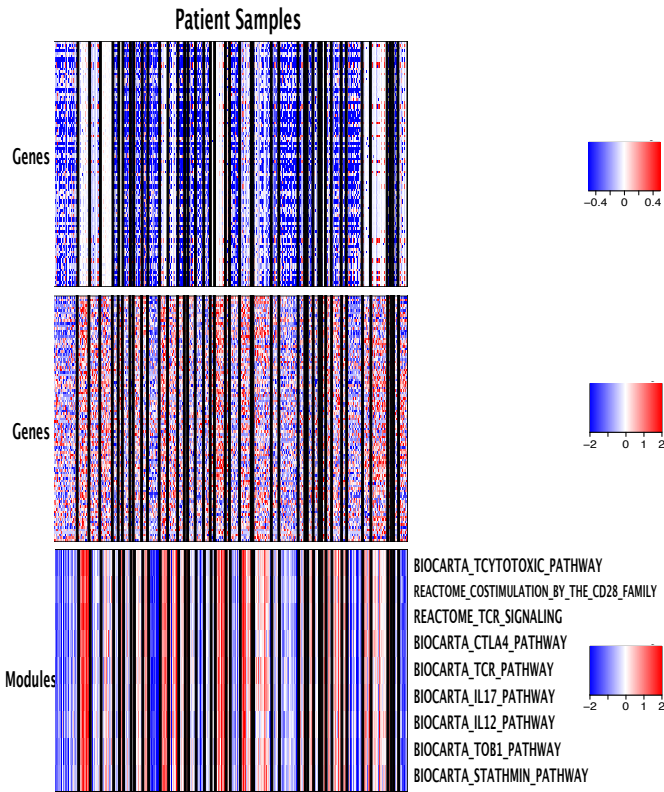 Patient Samples
Genes
−0.4 0 0.4
Genes
−2 0 1 2
BIOCARTA_TCYTOTOXIC_PATHWAY
REACTOME_COSTIMULATION_BY_THE_CD28_FAMILY
REACTOME_TCR_SIGNALING
BIOCARTA_CTLA4_PATHWAY
BIOCARTA_TCR_PATHWAY
Modules
BIOCARTA_IL17_PATHWAY
−2 0 1 2
BIOCARTA_IL12_PATHWAY
BIOCARTA_TOB1_PATHWAY
BIOCARTA_STATHMIN_PATHWAY